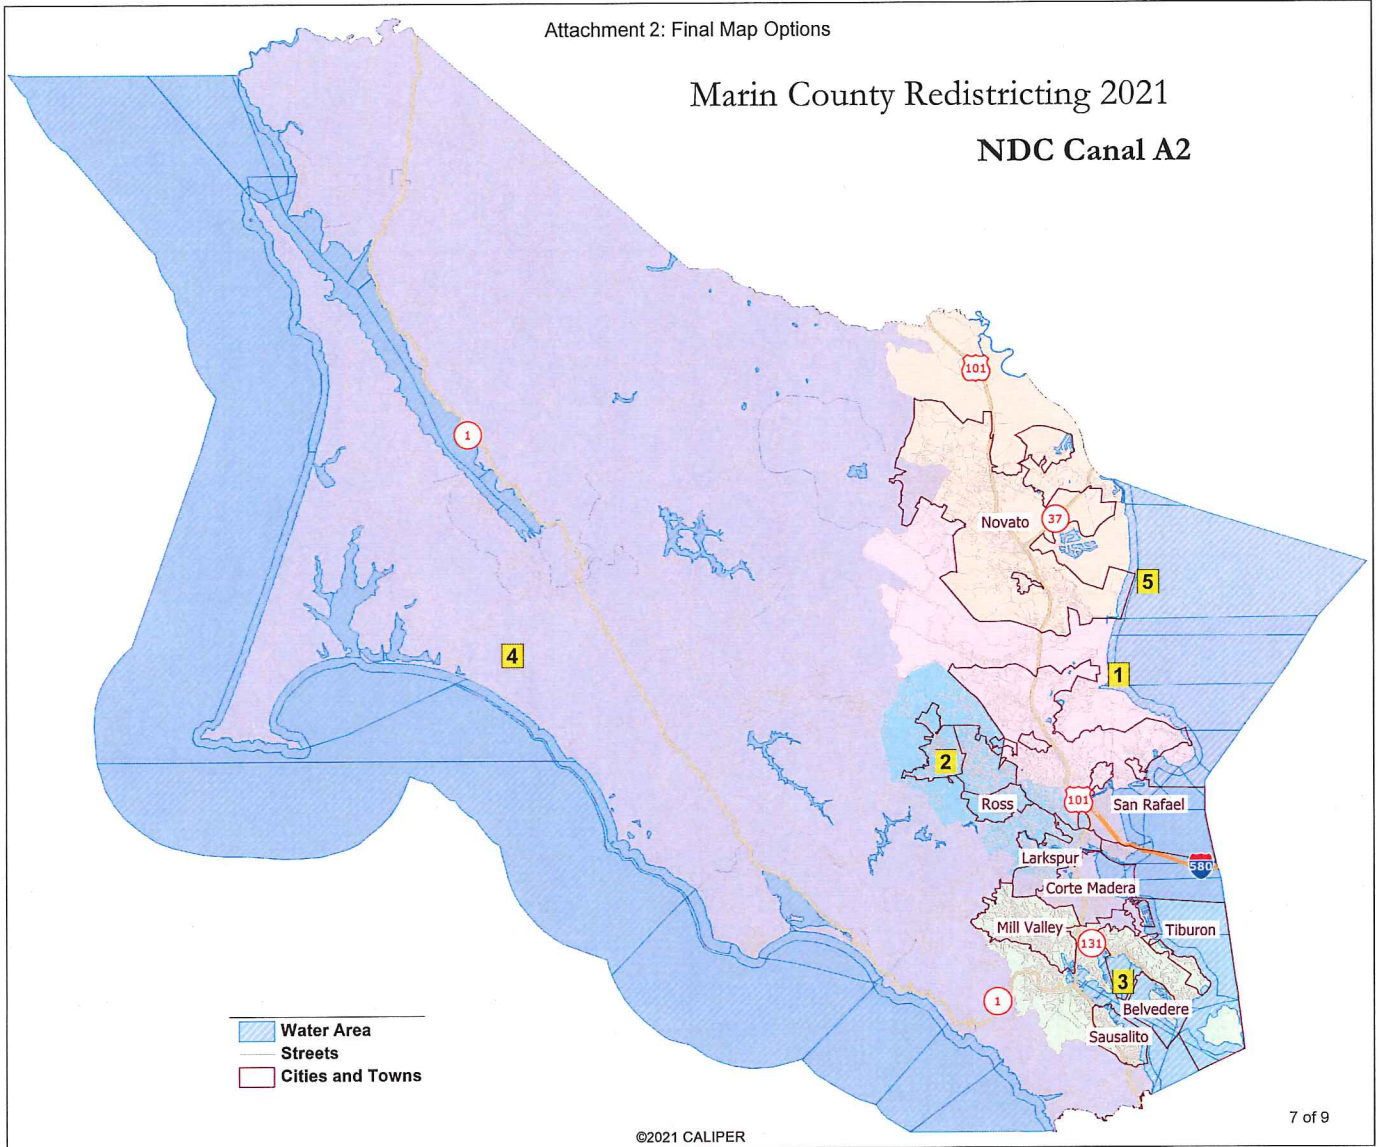 Attachment 2: Final Map Options
Marin County Redistricting 2021
NDC Canal A2
101
1
37
Novato
5
4
1
2
Ross
101
San Rafael
Larkspur
580
Corte Madera
Mill Valley
Tiburon
131
3
1
Belvedere
Sausalito
Water Area
Streets
Cities and Towns
7 of 9
©2021 CALIPER